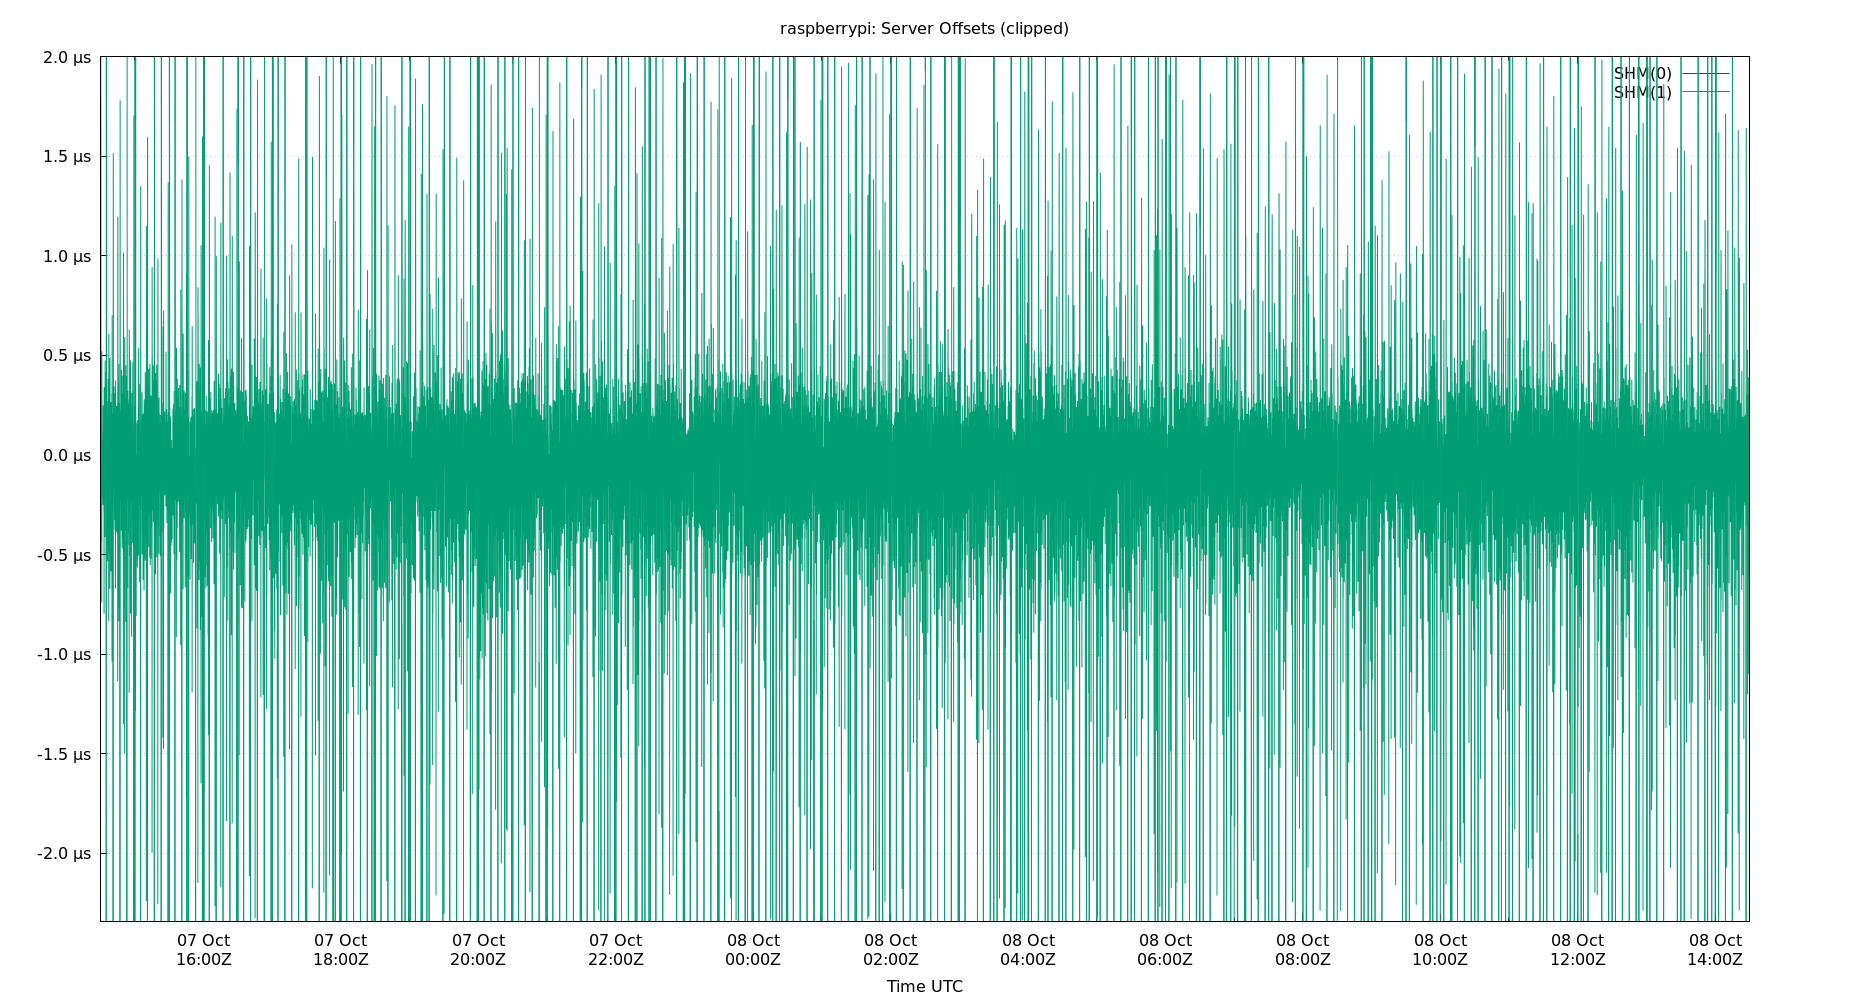 raspberrypi: Server Offsets (clipped)
2.0 µs
1.5 µs
1.0 µs
0.5 µs
0.0 µs
-0.5 µs
-1.0 µs
-1.5 µs
-2.0 µs
SHM(0)
SHM(1)
07 Oct 07 Oct 07 Oct 07 Oct 08 Oct 08 Oct 08 Oct 08 Oct 08 Oct 08 Oct 08 Oct 08 Oct
16:00Z 18:00Z 20:00Z 22:00Z 00:00Z 02:00Z 04:00Z 06:00Z 08:00Z 10:00Z 12:00Z 14:00Z
Time UTC